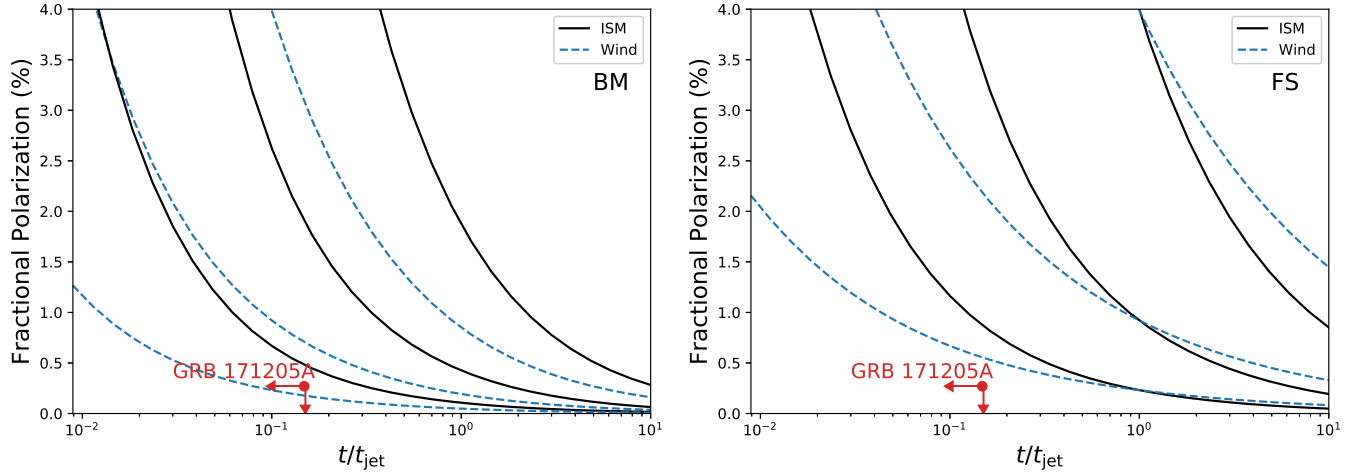 4.0
3.5
3.0
2.5
2.0
1.5
1.0
0.5
0.0
Fractional Polarization (%)
ISM
Wind
BM
GRB 171205A
10⁻²
10⁻¹
10⁰
10¹
t/t_jet
4.0
3.5
3.0
2.5
2.0
1.5
1.0
0.5
0.0
Fractional Polarization (%)
ISM
Wind
FS
GRB 171205A
10⁻²
10⁻¹
10⁰
10¹
t/t_jet